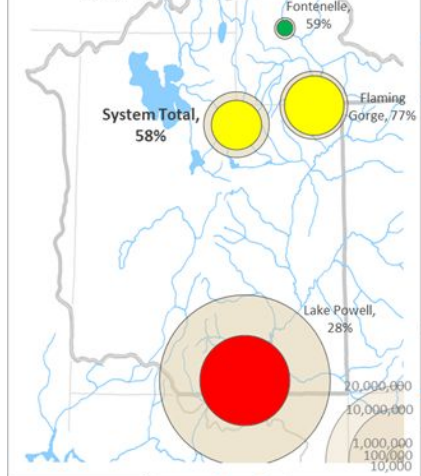 Fontenelle,
59%
Flaming
Gorge, 77%
System Total,
58%
Lake Powell,
28%
20,000,000
10,000,000
1,000,000
100,000
10,000